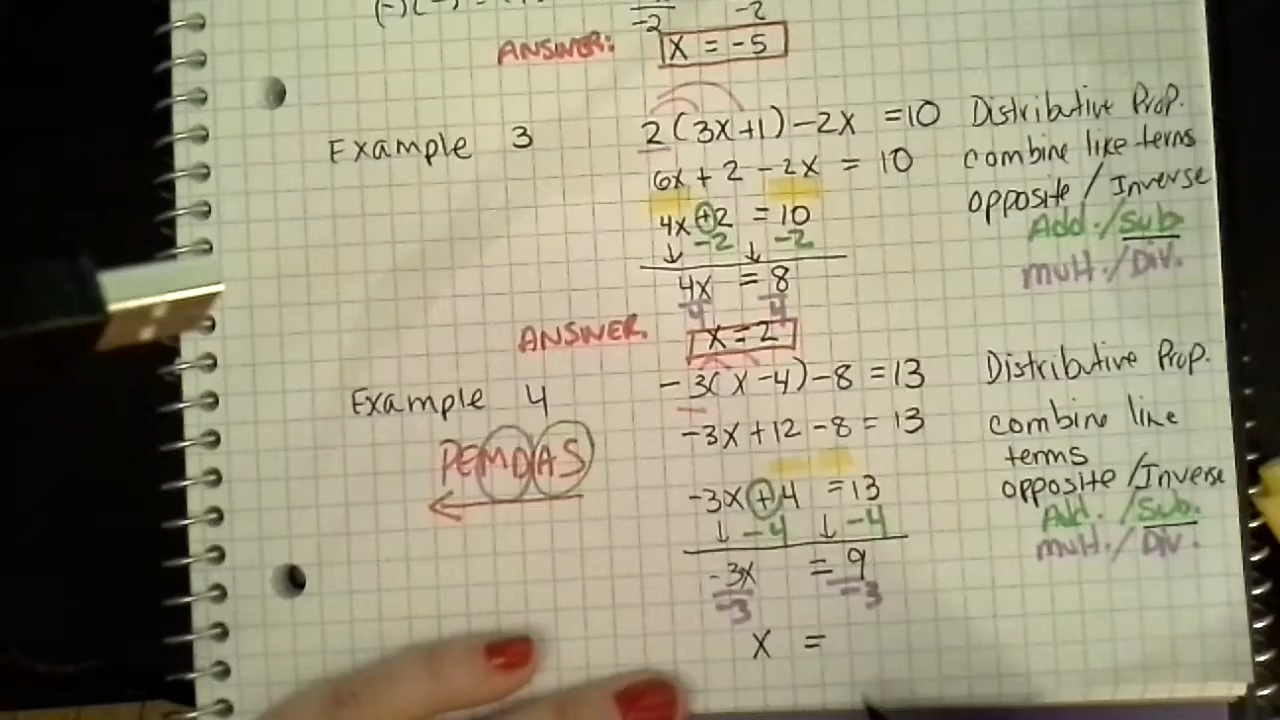 -2 -2
ANSWER: x = -5
Example 3 2(3x+1)-2x =10 Distributive Prop.
6x + 2 - 2x = 10 combine like terms
4x +2 = 10 opposite / Inverse
↓ -2 ↓ -2 Add./Sub
4x = 8 mult./Div.
4 4
ANSWER. x = 2
Example 4 -3(x-4)-8 =13 Distributive Prop.
-3x+12-8 = 13 combine like
PEMDAS terms
-3x +4 =13 opposite /Inverse
↓ -4 ↓ -4 Add. /Sub.
-3x = 9 mult./Div.
-3 -3
x =